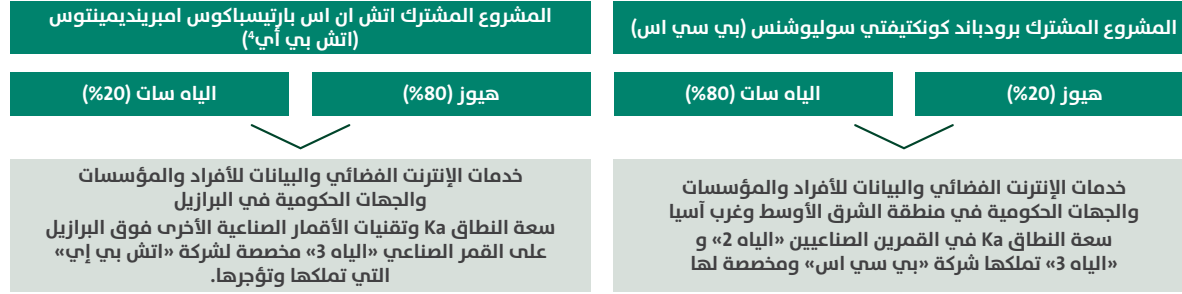 المشروع المشترك برودباند كونكتيفتي سوليوشنس (بي سي اس)
هيوز (20%)
الياه سات (80%)
خدمات الإنترنت الفضائي والبيانات للأفراد والمؤسسات
والجهات الحكومية في منطقة الشرق الأوسط وغرب آسيا
سعة النطاق Ka في القمرين الصناعيين «الياه 2» و
«الياه 3» تملكها شركة «بي سي اس» ومخصصة لها
المشروع المشترك اتش ان اس بارتيسباكوس امبرينديمينتوس
(اتش بي أي⁴)
هيوز (80%)
الياه سات (20%)
خدمات الإنترنت الفضائي والبيانات للأفراد والمؤسسات
والجهات الحكومية في البرازيل
سعة النطاق Ka وتقنيات الأقمار الصناعية الأخرى فوق البرازيل
على القمر الصناعي «الياه 3» مخصصة لشركة «اتش بي إي»
التي تملكها وتؤجرها.